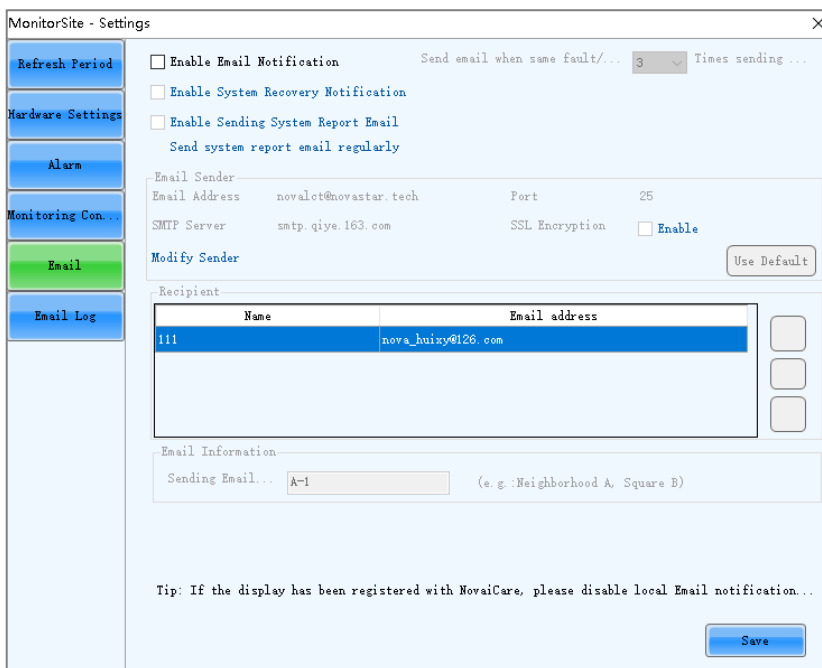 MonitorSite - Settings
Refresh Period
Hardware Settings
Alarm
Monitoring Con...
Email
Email Log
Enable Email Notification
Send email when same fault/... 3 Times sending ...
Enable System Recovery Notification
Enable Sending System Report Email
Send system report email regularly
Email Sender
Email Address novalct@novastar.tech Port 25
SMTP Server smtp.qiye.163.com SSL Encryption Enable
Modify Sender Use Default
Recipient
Name Email address
111 nova_huixy@126.com
Email Information
Sending Email... A-1 (e.g.:Neighborhood A, Square B)
Tip: If the display has been registered with NovaiCare, please disable local Email notification...
Save